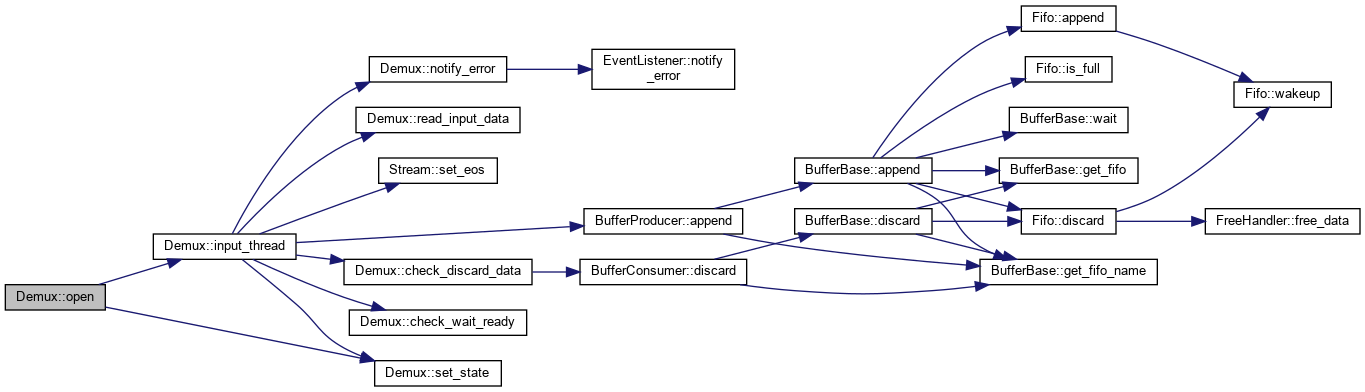 Demux::open
Demux::input_thread
Demux::notify_error
Demux::read_input_data
Stream::set_eos
BufferProducer::append
Demux::check_discard_data
Demux::check_wait_ready
Demux::set_state
EventListener::notify
_error
BufferConsumer::discard
BufferBase::append
BufferBase::discard
Fifo::append
Fifo::is_full
BufferBase::wait
BufferBase::get_fifo
Fifo::discard
BufferBase::get_fifo_name
Fifo::wakeup
FreeHandler::free_data